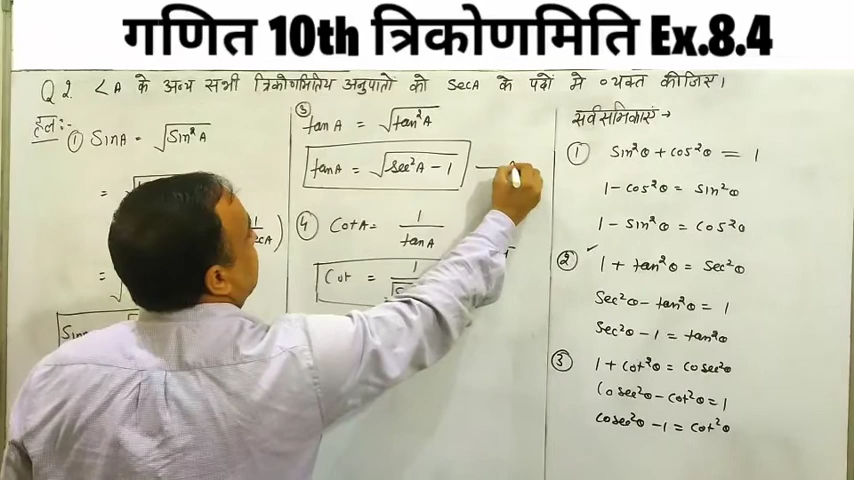 गणित 10th त्रिकोणमिति Ex.8.4
Q 2. ∠A के अन्य सभी त्रिकोणमितिय अनुपातों को SecA के पदों मे व्यक्त कीजिए।
हल:-
① SinA = √Sin²A
=
=
③
tanA = √tan²A
tanA = √sec²A - 1
④ CotA = 1/tanA
Cot = 1/
सर्वसमिकाएं →
① Sin²θ + cos²θ = 1
1 - cos²θ = sin²θ
1 - sin²θ = cos²θ
② 1 + tan²θ = sec²θ
Sec²θ - tan²θ = 1
Sec²θ - 1 = tan²θ
③ 1 + cot²θ = cosec²θ
Cosec²θ - cot²θ = 1
cosec²θ - 1 = cot²θ